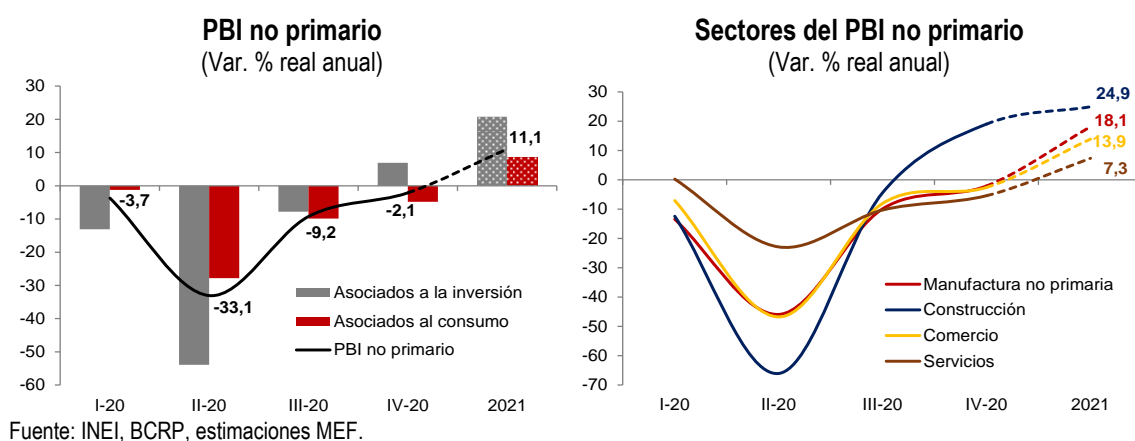 PBI no primario
(Var. % real anual)
30
20
10
0
-10
-20
-30
-40
-50
-60
-3,7
-33,1
-9,2
-2,1
11,1
Asociados a la inversión
Asociados al consumo
PBI no primario
I-20 II-20 III-20 IV-20 2021
Sectores del PBI no primario
(Var. % real anual)
30
20
10
0
-10
-20
-30
-40
-50
-60
-70
24,9
18,1
13,9
7,3
Manufactura no primaria
Construcción
Comercio
Servicios
I-20 II-20 III-20 IV-20 2021
Fuente: INEI, BCRP, estimaciones MEF.